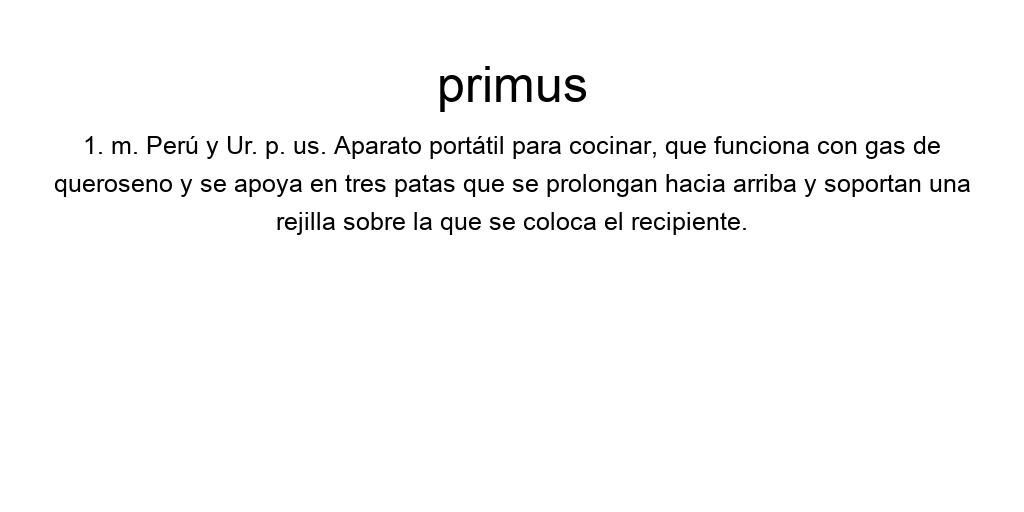 primus
1. m. Perú y Ur. p. us. Aparato portátil para cocinar, que funciona con gas de
queroseno y se apoya en tres patas que se prolongan hacia arriba y soportan una
rejilla sobre la que se coloca el recipiente.